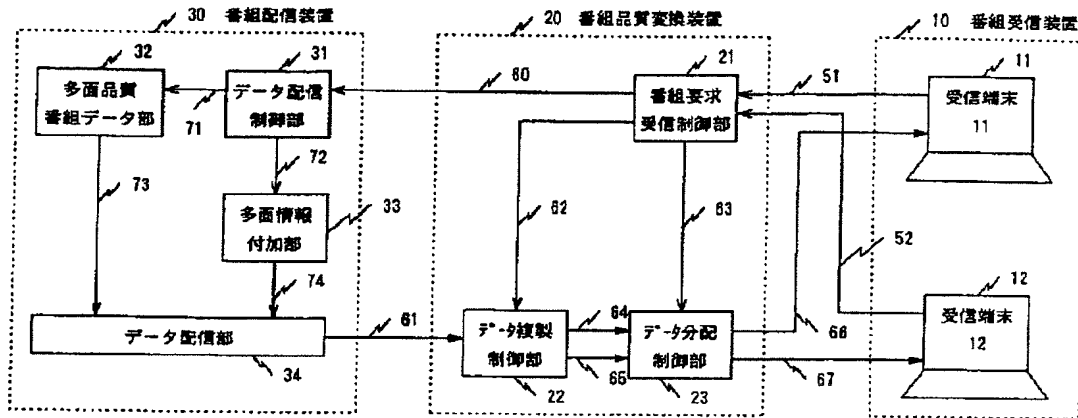 30 番組配信装置
20 番組品質変換装置
10 番組受信装置
32
31
21
11
多面品質
番組データ部
データ配信
制御部
番組要求
受信制御部
受信端末
11
71
60
51
72
73
多面情報
付加部
33
62
63
52
74
12
データ配信部
34
61
データ複製
制御部
64
65
データ分配
制御部
66
67
受信端末
12
22
23